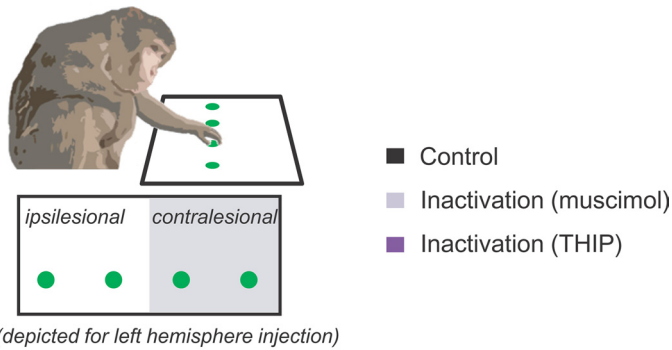 Control
Inactivation (muscimol)
Inactivation (THIP)
ipsilesional contralesional
(depicted for left hemisphere injection)